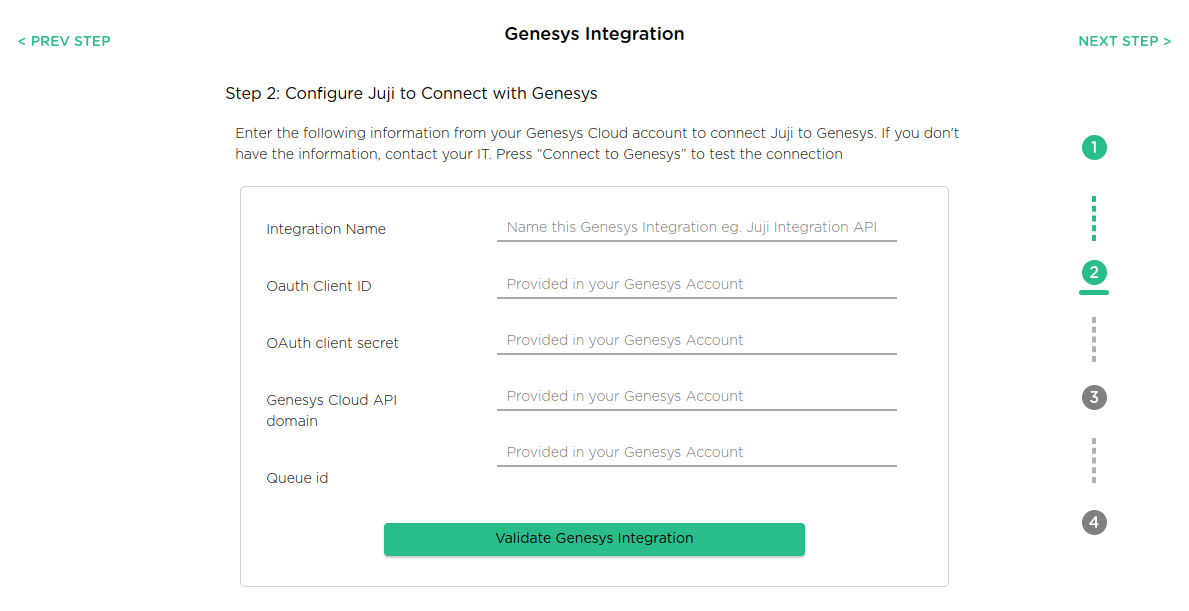 Genesys Integration
< PREV STEP
NEXT STEP >
Step 2: Configure Juji to Connect with Genesys
Enter the following information from your Genesys Cloud account to connect Juji to Genesys. If you don't
have the information, contact your IT. Press “Connect to Genesys” to test the connection
1
2
3
4
Integration Name
Name this Genesys Integration eg. Juji Integration API
Oauth Client ID
Provided in your Genesys Account
OAuth client secret
Provided in your Genesys Account
Genesys Cloud API
domain
Provided in your Genesys Account
Queue id
Provided in your Genesys Account
Validate Genesys Integration